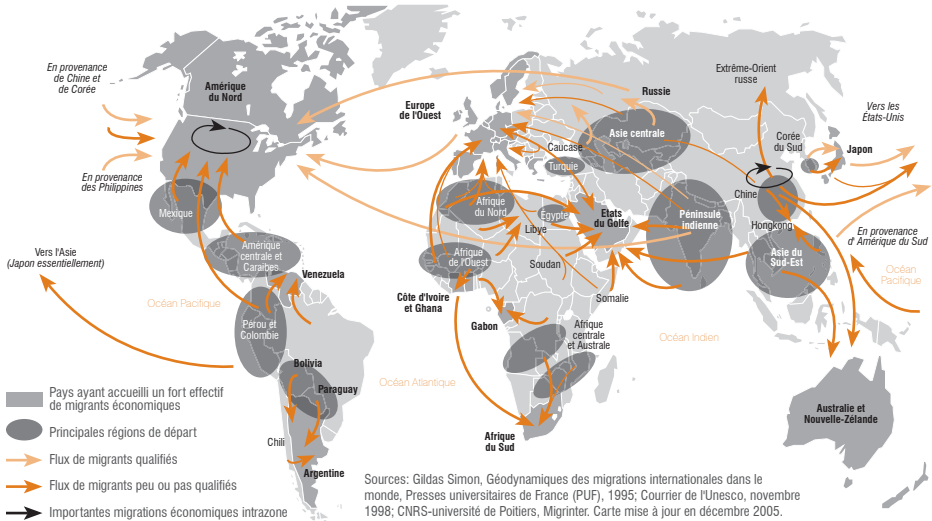 En provenance
de Chine et
de Corée
Amérique
du Nord
Europe
de l'Ouest
Russie
Extrême-Orient
russe
Vers les
États-Unis
Asie centrale
Caucase
Turquie
Corée
du Sud
Japon
Chine
En provenance
des Philippines
Mexique
Afrique
du Nord
Égypte
Libye
Etats
du Golfe
Péninsule
Indienne
Hongkong
En provenance
d' Amérique du Sud
Vers l'Asie
(Japon essentiellement)
Amérique
centrale et
Caraïbes
Venezuela
Afrique
de l'Ouest
Soudan
Asie du
Sud-Est
Océan
Pacifique
Océan Pacifique
Côte d'Ivoire
et Ghana
Somalie
Pérou et
Colombie
Gabon
Afrique
centrale
et Australe
Océan Indien
Bolivia
Paraguay
Océan Atlantique
Australie et
Nouvelle-Zélande
Chili
Afrique
du Sud
Argentine
Pays ayant accueilli un fort effectif
de migrants économiques
Principales régions de départ
Flux de migrants qualifiés
Flux de migrants peu ou pas qualifiés
Importantes migrations économiques intrazone
Sources: Gildas Simon, Géodynamiques des migrations internationales dans le
monde, Presses universitaires de France (PUF), 1995; Courrier de l'Unesco, novembre
1998; CNRS-université de Poitiers, Migrinter. Carte mise à jour en décembre 2005.